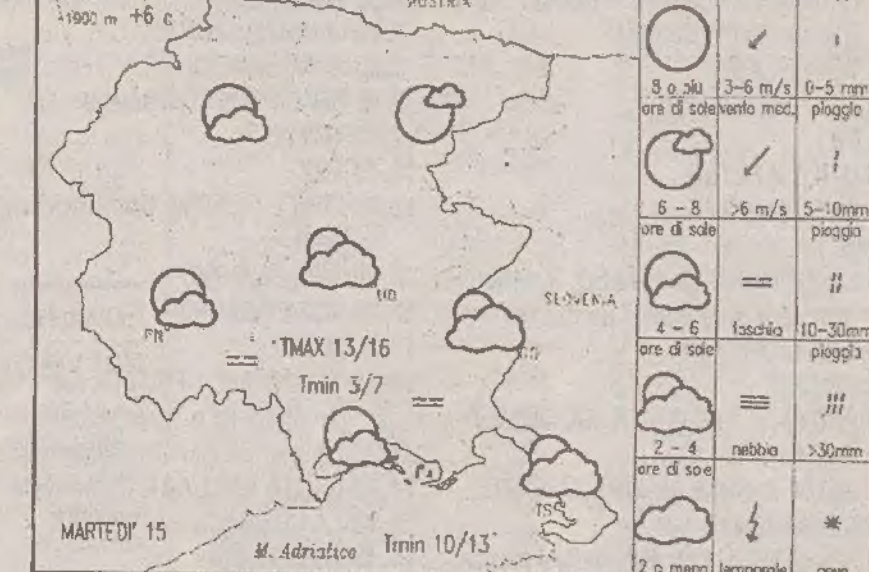 AUSTRIA
1900 m +6 C
UD
PN
SLOVENIA
GO
TMAX 13/16
Tmin 3/7
TS
MARTEDI' 15
M. Adriatico
Tmin 10/13
8 o più 3-6 m/s 0-5 mm
ore di sole vento med. pioggia
6 - 8 >6 m/s 5-10mm
ore di sole pioggia
4 - 6 foschia 10-30mm
ore di sole pioggia
2 - 4 nebbia >30mm
ore di soe
2 o meno temporale neve